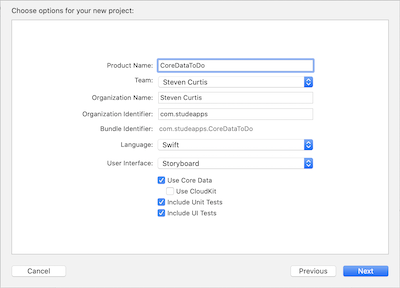 Choose options for your new project:
Product Name: CoreDataToDo
Team: Steven Curtis
Organization Name: Steven Curtis
Organization Identifier: com.studeapps
Bundle Identifier: com.studeapps.CoreDataToDo
Language: Swift
User Interface: Storyboard
Use Core Data
Use CloudKit
Include Unit Tests
Include UI Tests
Cancel Previous Next